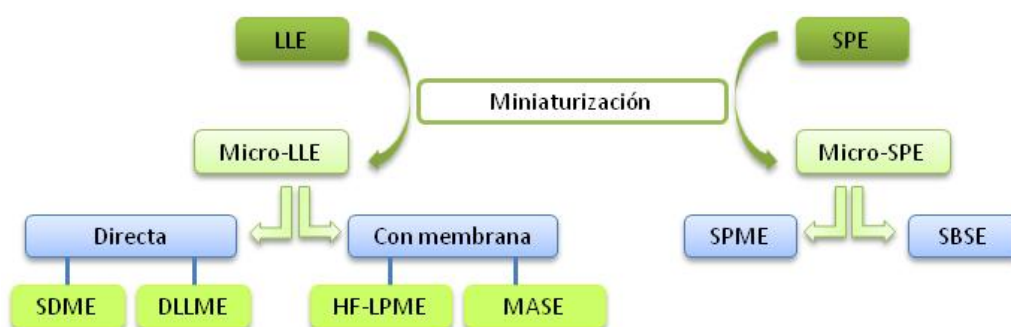 LLE
SPE
Miniaturización
Micro-LLE
Micro-SPE
Directa
Con membrana
SPME
SBSE
SDME
DLLME
HF-LPME
MASE